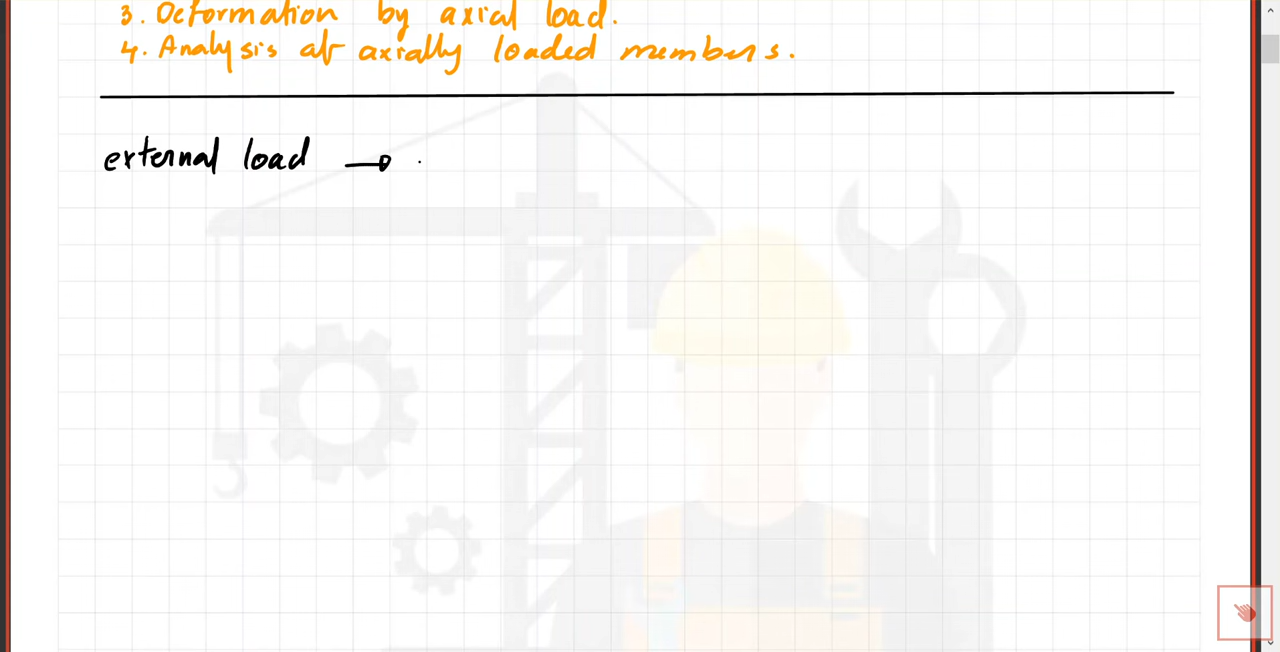 3. Deformation by axial load.
4. Analysis of axially loaded members.
external load →